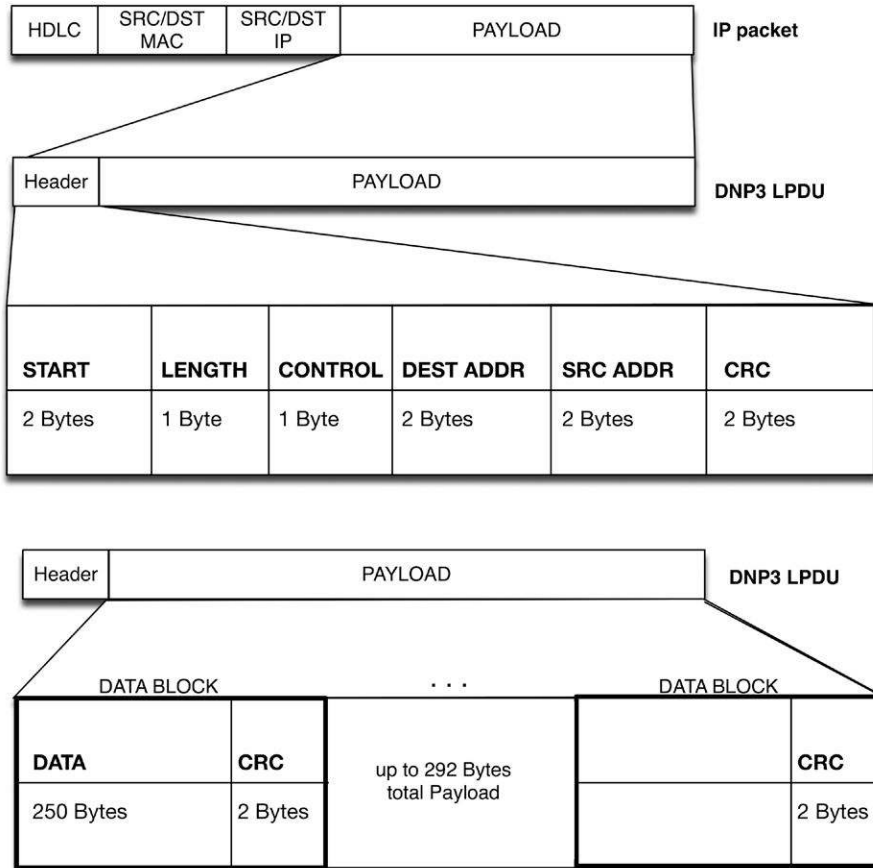 HDLC
SRC/DST
MAC
SRC/DST
IP
PAYLOAD
IP packet
Header
PAYLOAD
DNP3 LPDU
START
LENGTH
CONTROL
DEST ADDR
SRC ADDR
CRC
2 Bytes
1 Byte
1 Byte
2 Bytes
2 Bytes
2 Bytes
Header
PAYLOAD
DNP3 LPDU
DATA BLOCK
. . .
DATA BLOCK
DATA
CRC
up to 292 Bytes
total Payload
CRC
250 Bytes
2 Bytes
2 Bytes